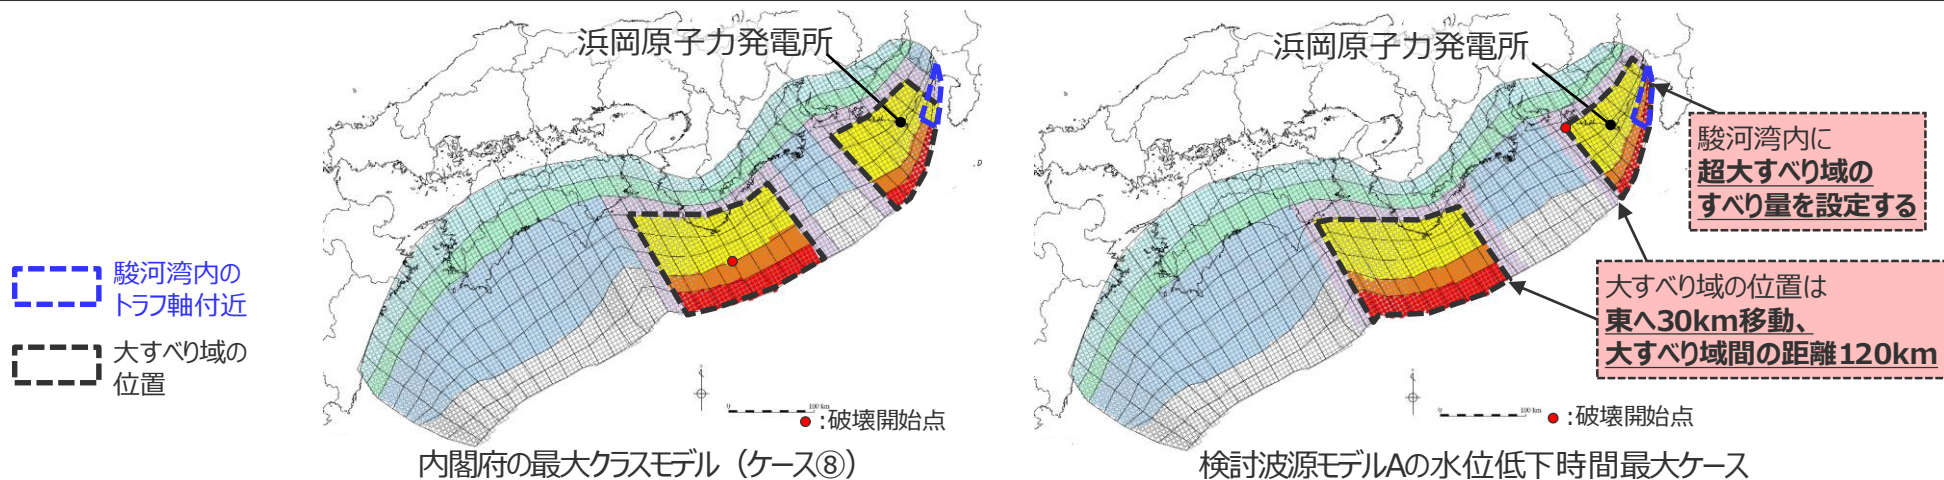 浜岡原子力発電所
浜岡原子力発電所
駿河湾内に
超大すべり域の
すべり量を設定する
駿河湾内の
トラフ軸付近
大すべり域の
位置
大すべり域の位置は
東へ30km移動、
大すべり域間の距離120km
0 100 km
:破壊開始点
0 100 km
:破壊開始点
内閣府の最大クラスモデル（ケース⑧）
検討波源モデルAの水位低下時間最大ケース